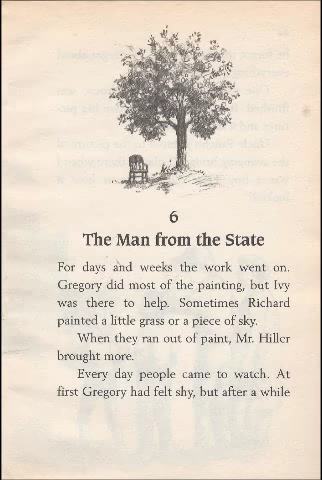 6
The Man from the State
For days and weeks the work went on.
Gregory did most of the painting, but Ivy
was there to help. Sometimes Richard
painted a little grass or a piece of sky.
When they ran out of paint, Mr. Hiller
brought more.
Every day people came to watch. At
first Gregory had felt shy, but after a while